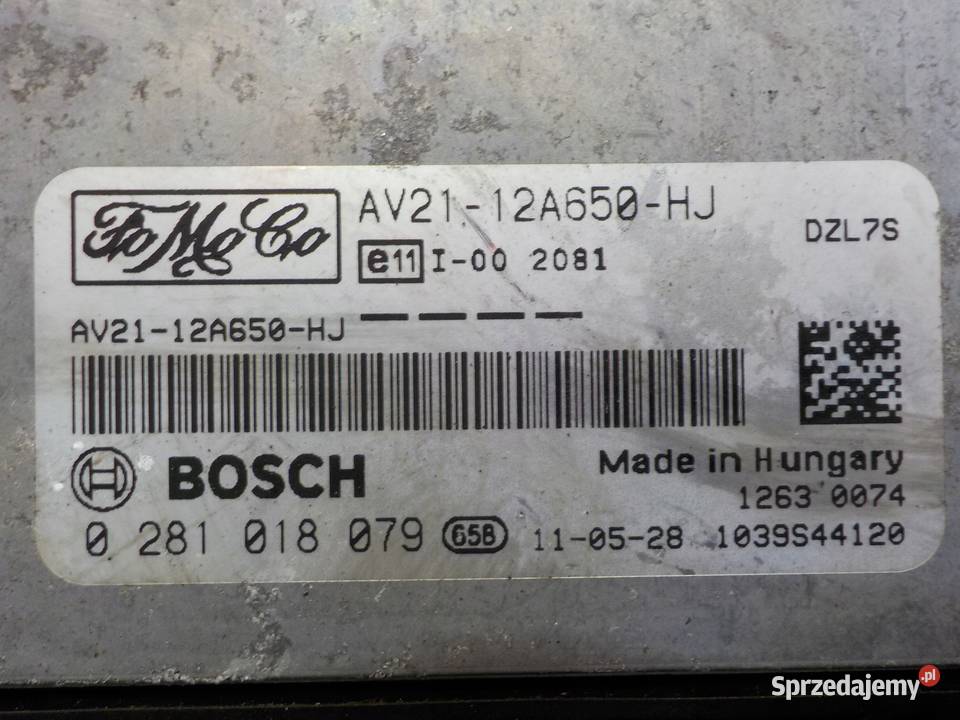 FoMoCo
AV21-12A650-HJ
DZL7S
e11 I-00 2081
AV21-12A650-HJ
BOSCH
Made in Hungary
1263 0074
0 281 018 079 65B 11-05-28 1039S44120
Sprzedajemy.pl